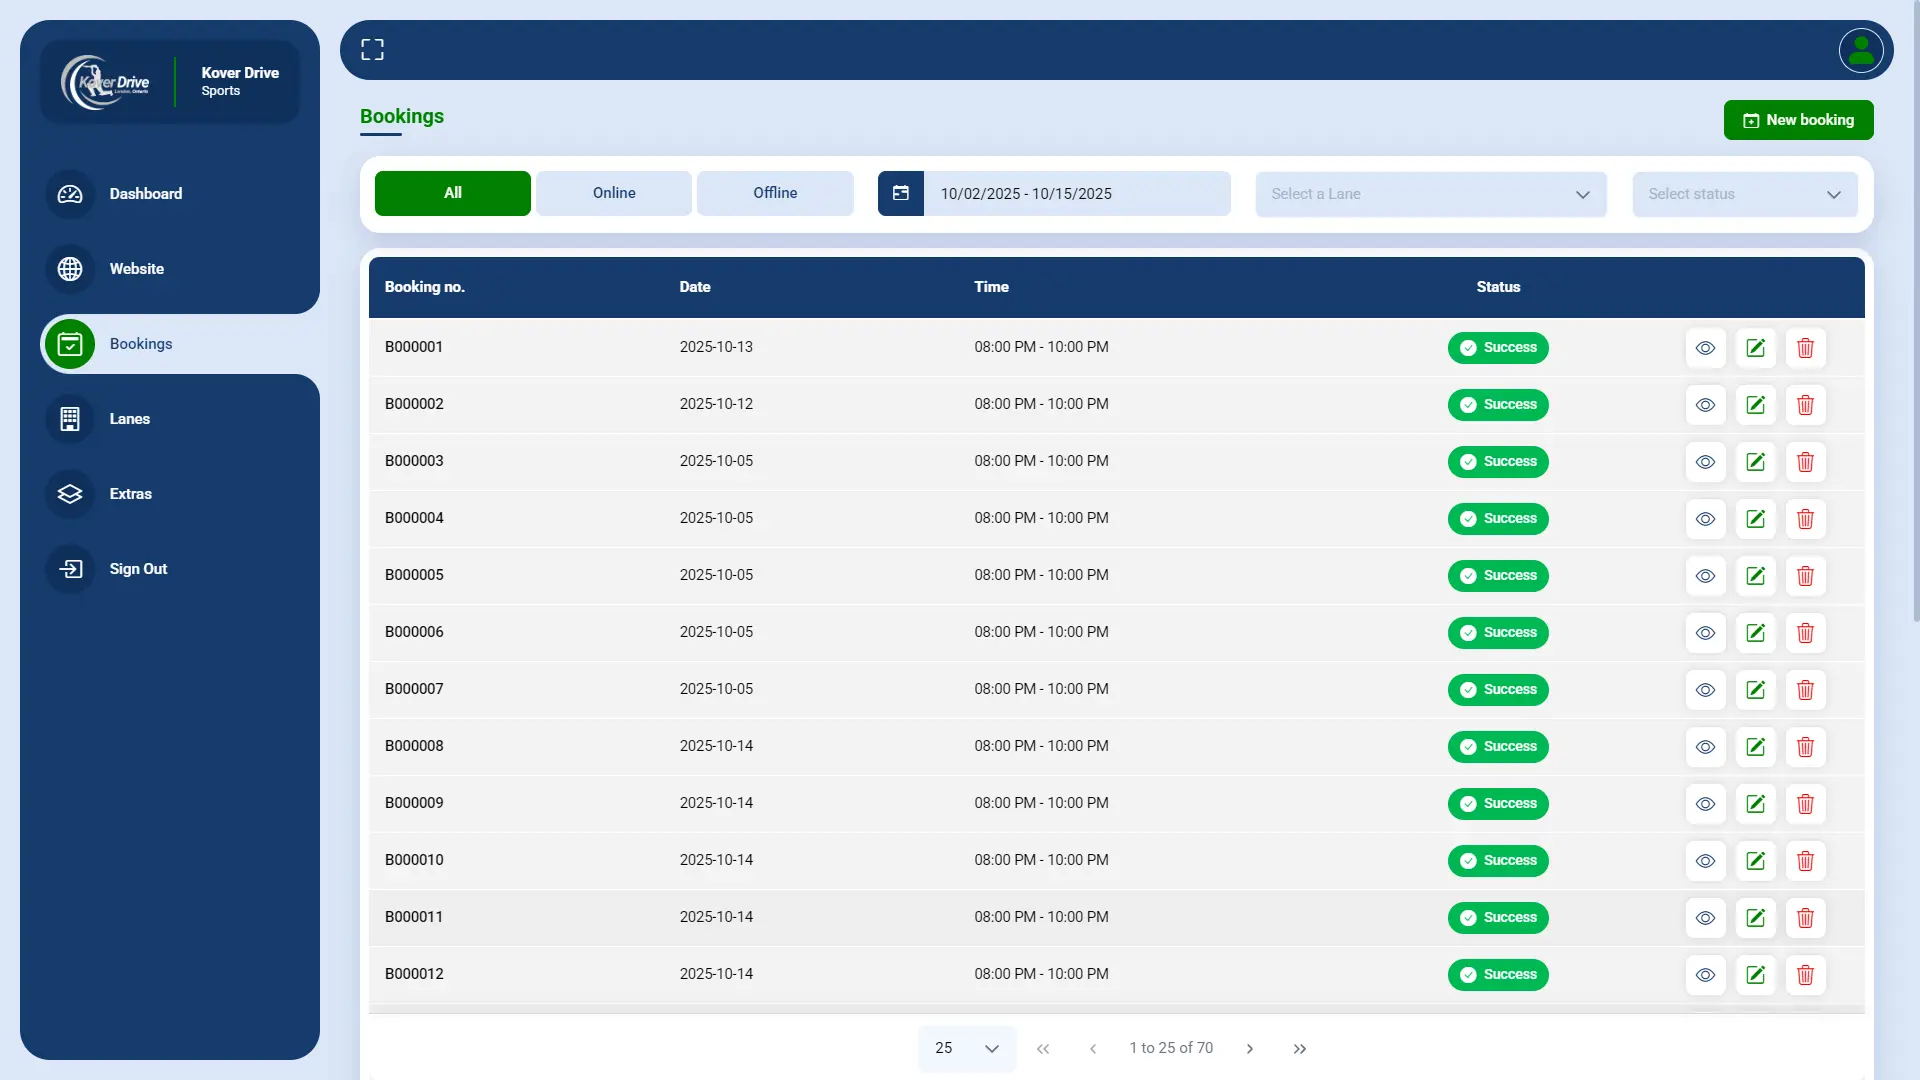 Kover Drive
London, Ontario
Kover Drive
Sports
Dashboard
Website
Bookings
Lanes
Extras
Sign Out
Bookings
New booking
All
Online
Offline
10/02/2025 - 10/15/2025
Select a Lane
Select status
Booking no. Date Time Status
B000001 2025-10-13 08:00 PM - 10:00 PM Success
B000002 2025-10-12 08:00 PM - 10:00 PM Success
B000003 2025-10-05 08:00 PM - 10:00 PM Success
B000004 2025-10-05 08:00 PM - 10:00 PM Success
B000005 2025-10-05 08:00 PM - 10:00 PM Success
B000006 2025-10-05 08:00 PM - 10:00 PM Success
B000007 2025-10-05 08:00 PM - 10:00 PM Success
B000008 2025-10-14 08:00 PM - 10:00 PM Success
B000009 2025-10-14 08:00 PM - 10:00 PM Success
B000010 2025-10-14 08:00 PM - 10:00 PM Success
B000011 2025-10-14 08:00 PM - 10:00 PM Success
B000012 2025-10-14 08:00 PM - 10:00 PM Success
25
1 to 25 of 70